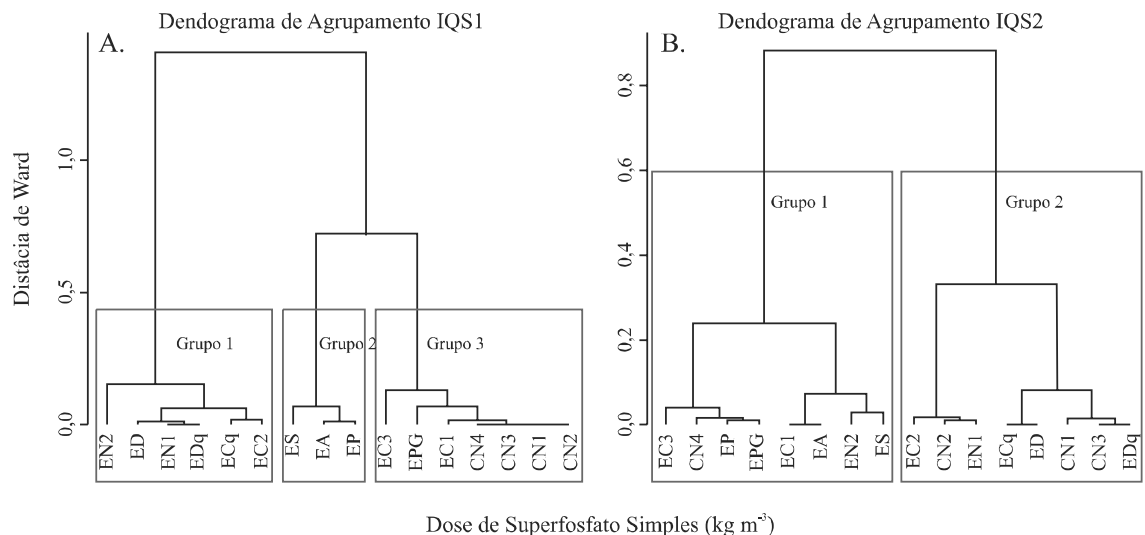 Dendograma de Agrupamento IQS1
A.
Distâcia de Ward
1,0
0,5
0,0
Grupo 1
Grupo 2
Grupo 3
EN2 ED EN1 EDq ECq EC2 ES EA EP EC3 EPG EC1 CN4 CN3 CN1 CN2
Dendograma de Agrupamento IQS2
B.
0,8
0,6
0,4
0,2
0,0
Grupo 1
Grupo 2
EC3 CN4 EP EPG EC1 EA EN2 ES EC2 CN2 EN1 ECq ED CN1 CN3 EDq
Dose de Superfosfato Simples (kg m⁻³)